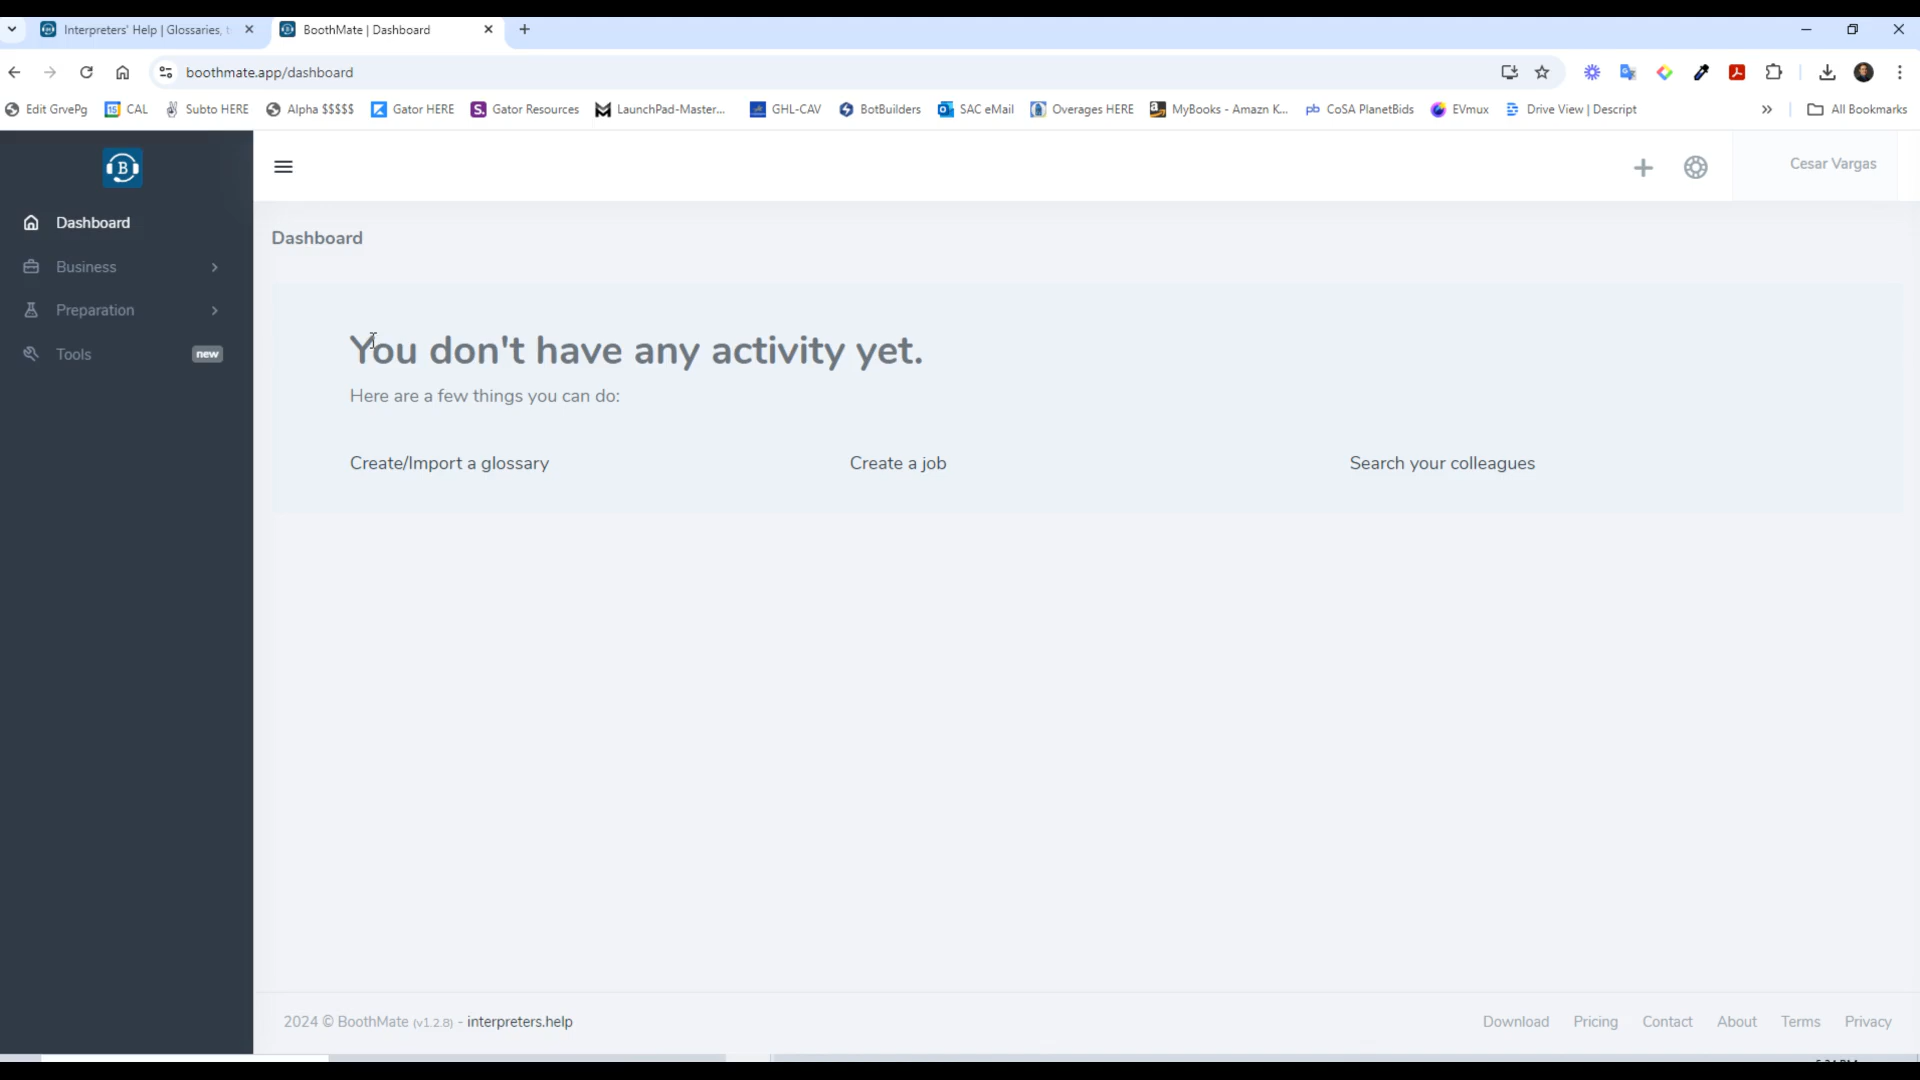 Interpreters' Help | Glossaries,
BoothMate | Dashboard
boothmate.app/dashboard
Edit GrvePg
15 CAL
Subto HERE
Alpha $$$$$
Gator HERE
Gator Resources
LaunchPad-Master...
GHL-CAV
BotBuilders
SAC eMail
Overages HERE
MyBooks - Amazn K...
pb CoSA PlanetBids
EVmux
Drive View | Descript
» All Bookmarks
B
Cesar Vargas
Dashboard
Business
Preparation
Tools new
Dashboard
You don't have any activity yet.
Here are a few things you can do:
Create/Import a glossary
Create a job
Search your colleagues
2024 © BoothMate (v1.2.8) - interpreters.help
Download Pricing Contact About Terms Privacy